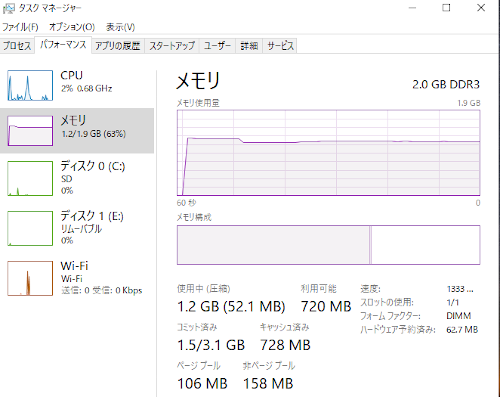 タスク マネージャー
ファイル(F) オプション(O) 表示(V)
プロセス パフォーマンス アプリの履歴 スタートアップ ユーザー 詳細 サービス
CPU
2% 0.68 GHz
メモリ
1.2/1.9 GB (63%)
ディスク 0 (C:)
SD
0%
ディスク 1 (E:)
リムーバブル
0%
Wi-Fi
Wi-Fi
送信: 0 受信: 0 Kbps
メモリ 2.0 GB DDR3
メモリ使用量 1.9 GB
60 秒 0
メモリ構成
使用中 (圧縮) 利用可能
1.2 GB (52.1 MB) 720 MB
コミット済み キャッシュ済み
1.5/3.1 GB 728 MB
ページ プール 非ページ プール
106 MB 158 MB
速度: 1333 ...
スロットの使用: 1/1
フォーム ファクター: DIMM
ハードウェア予約済み: 62.7 MB